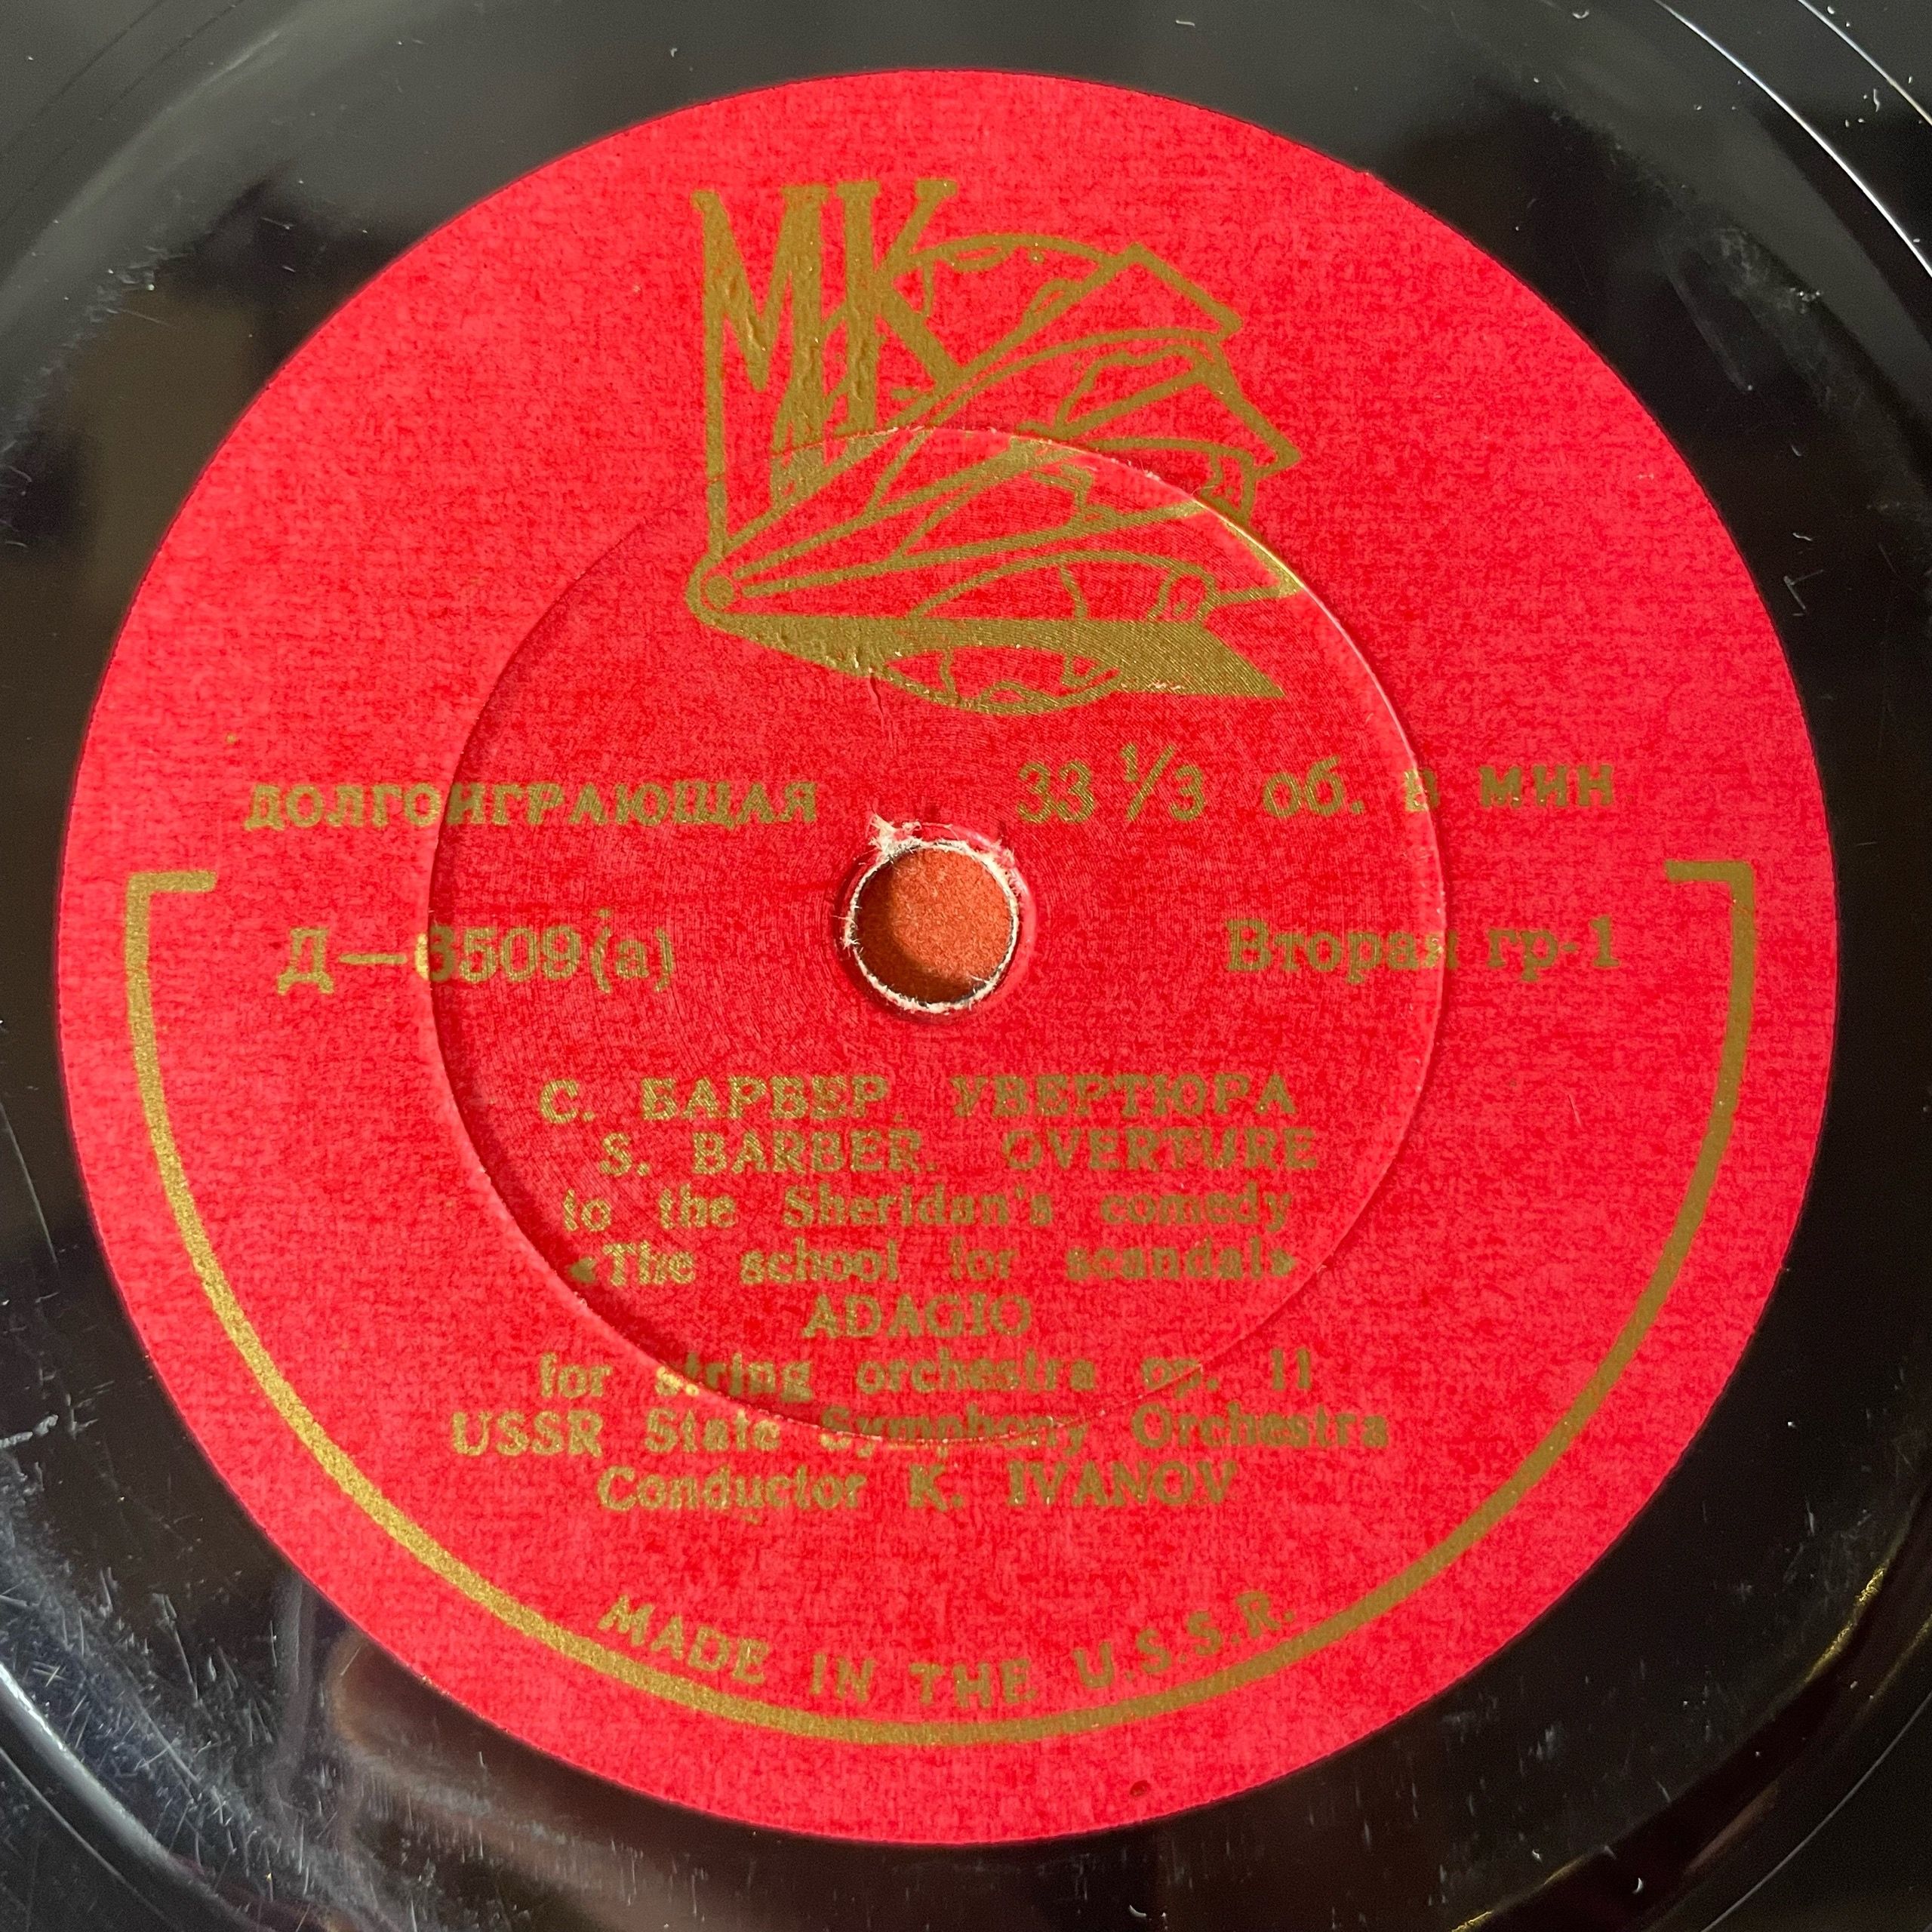 МК
ДОЛГОИГРАЮЩАЯ 33 1/3 об. в мин
Д—6509(а) Вторая гр-1
С. БАРБЕР. УВЕРТЮРА
S. BARBER. OVERTURE
to the Sheridan's comedy
«The school for scandal»
ADAGIO
for string orchestra op. 11
USSR State Symphony Orchestra
Conductor K. IVANOV
MADE IN THE U.S.S.R.